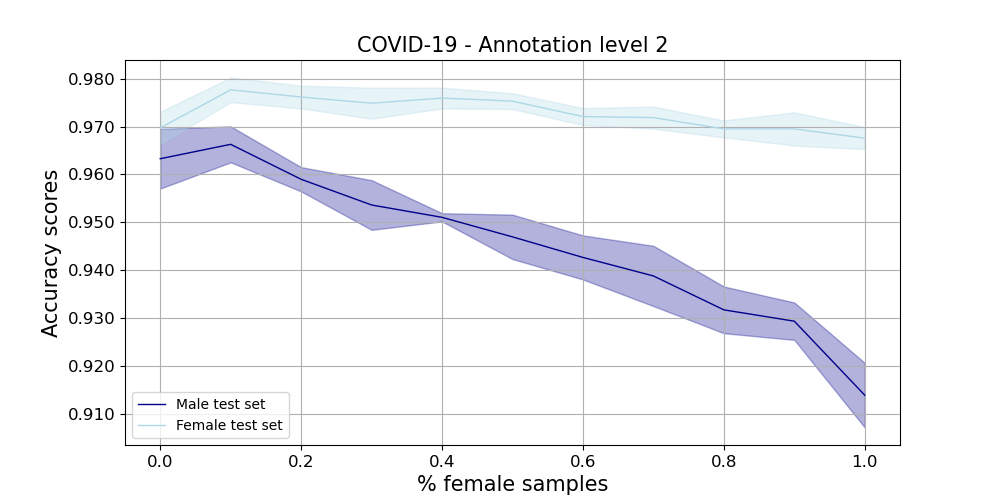 COVID-19 - Annotation level 2
Accuracy scores
0.980
0.970
0.960
0.950
0.940
0.930
0.920
0.910
Male test set
Female test set
0.0 0.2 0.4 0.6 0.8 1.0
% female samples